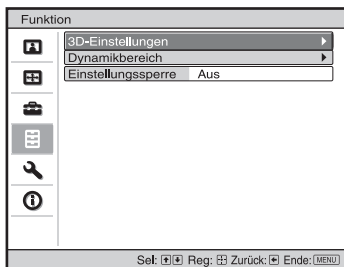 Funktion
3D-Einstellungen
Dynamikbereich
Einstellungssperre Aus
Sel: Reg: Zurück: Ende: MENU